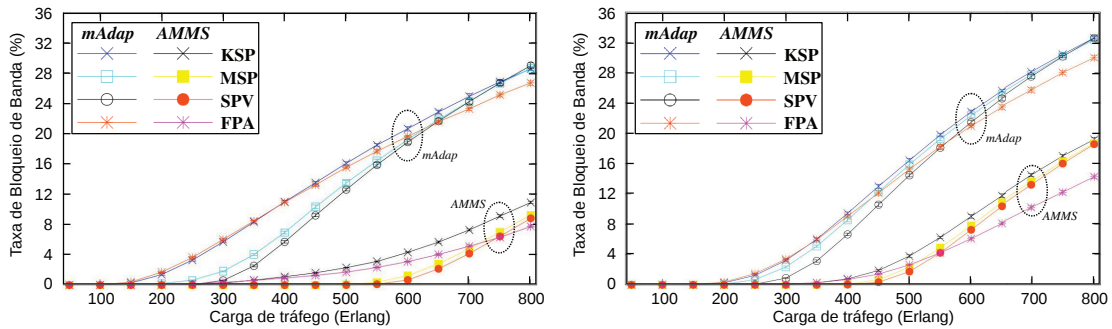 Taxa de Bloqueio de Banda (%)
36
32
28
24
20
16
12
8
4
0
mAdap AMMS
KSP
MSP
SPV
FPA
mAdap
AMMS
100 200 300 400 500 600 700 800
Carga de tráfego (Erlang)
Taxa de Bloqueio de Banda (%)
36
32
28
24
20
16
12
8
4
0
mAdap AMMS
KSP
MSP
SPV
FPA
mAdap
AMMS
100 200 300 400 500 600 700 800
Carga de tráfego (Erlang)